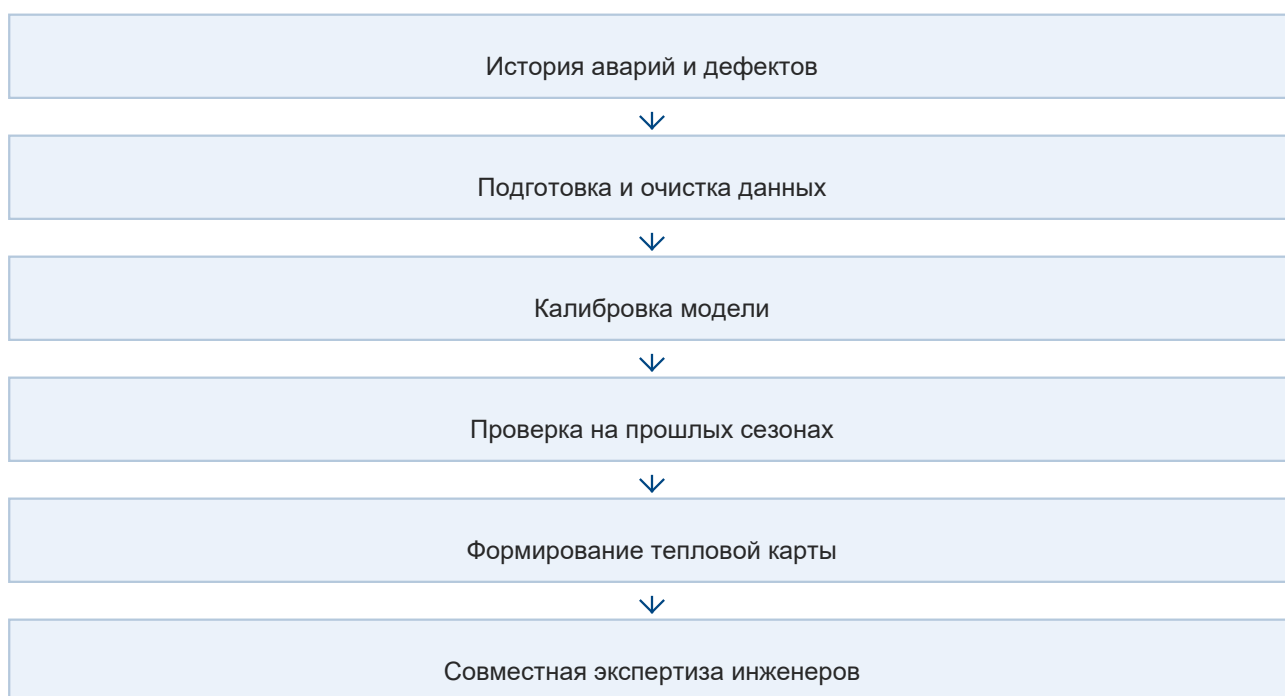 История аварий и дефектов
Подготовка и очистка данных
Калибровка модели
Проверка на прошлых сезонах
Формирование тепловой карты
Совместная экспертиза инженеров